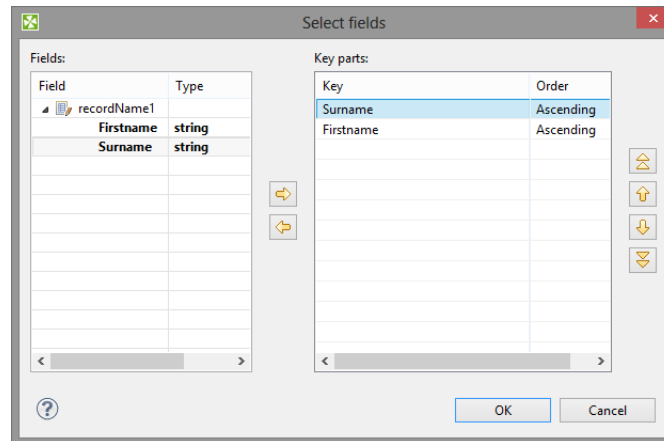 Select fields
Fields:
Field Type
recordName1
Firstname string
Surname string
Key parts:
Key Order
Surname Ascending
Firstname Ascending
OK Cancel